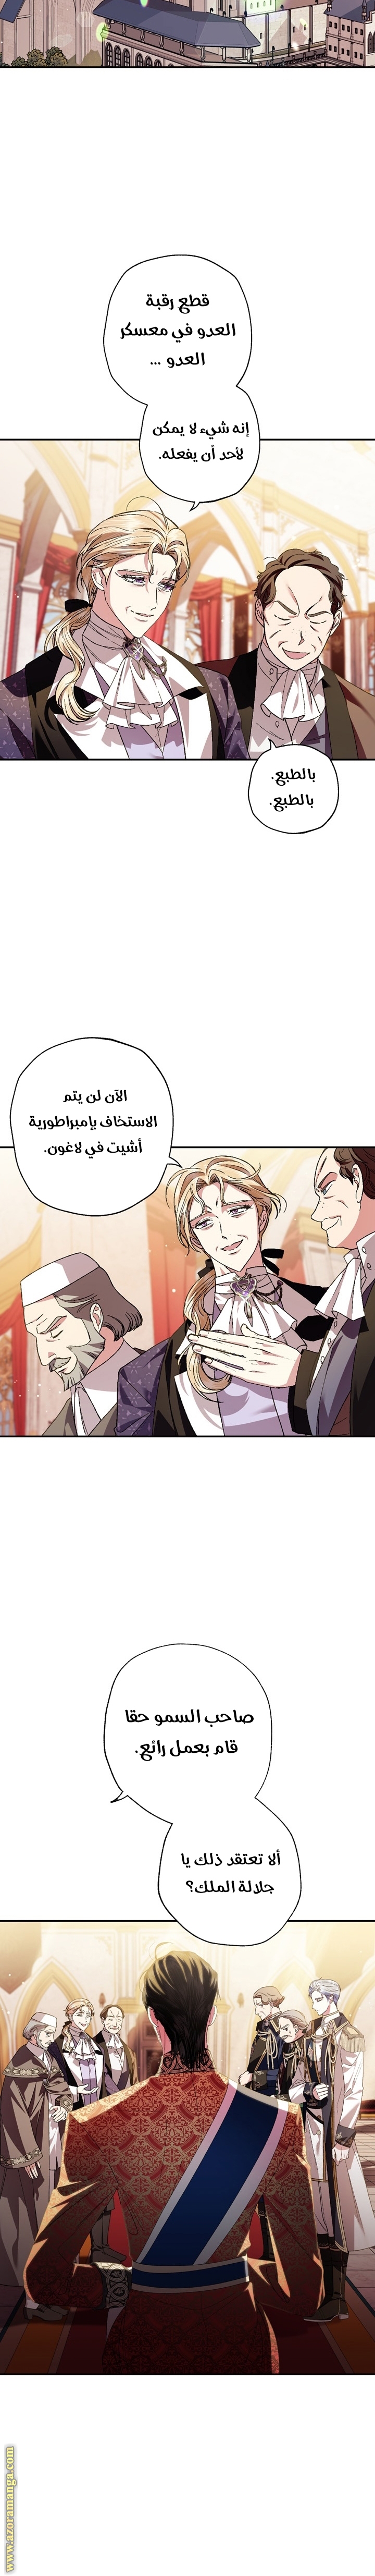 قطع رقبة
العدو في معسكر
العدو ...
إنه شيء لا يمكن
لأحد أن يفعله.
بالطبع.
بالطبع.
الآن لن يتم
الاستخاف بإمبراطورية
أشيت في لاغون.
صاحب السمو حقا
قام بعمل رائع.
ألا تعتقد ذلك يا
جلالة الملك؟
www.azoramanga.com